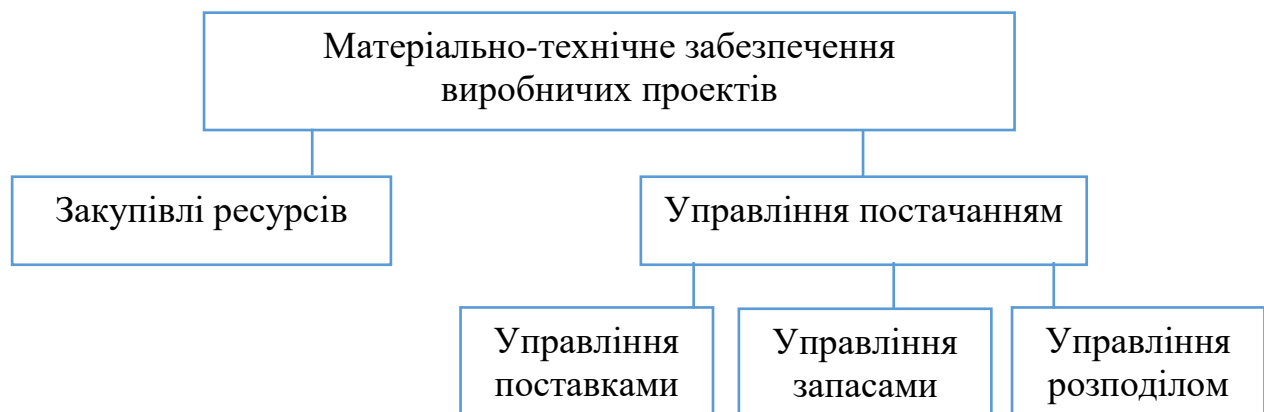 Матеріально-технічне забезпечення
виробничих проектів
Закупівлі ресурсів
Управління постачанням
Управління
поставками
Управління
запасами
Управління
розподілом